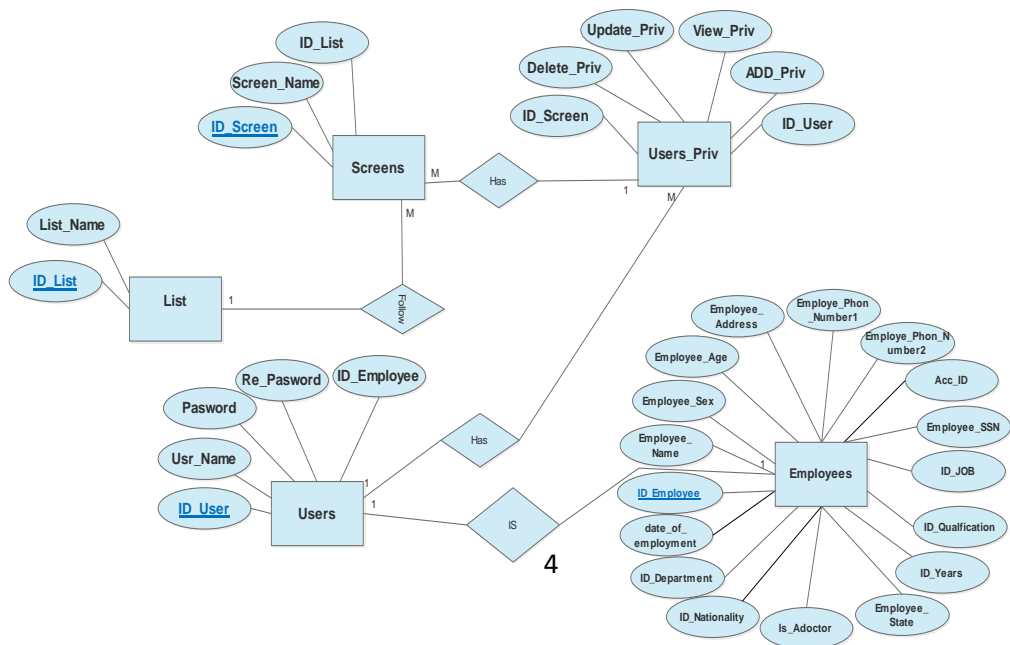 ID_List
Screen_Name
ID_Screen
Screens
M
M
Has
1
Update_Priv
View_Priv
Delete_Priv
ADD_Priv
ID_Screen
ID_User
Users_Priv
M
List_Name
ID_List
List
1
Follow
Re_Pasword
ID_Employee
Pasword
Usr_Name
ID_User
Users
1
1
Has
IS
4
Employee_
Address
Employe_Phon
_Number1
Employe_Phon_N
umber2
Employee_Age
Acc_ID
Employee_Sex
Employee_SSN
Employee_
Name
1
Employees
ID_JOB
ID_Employee
date_of_
employment
ID_Qualfication
ID_Department
ID_Years
ID_Nationality
Is_Adoctor
Employee_
State